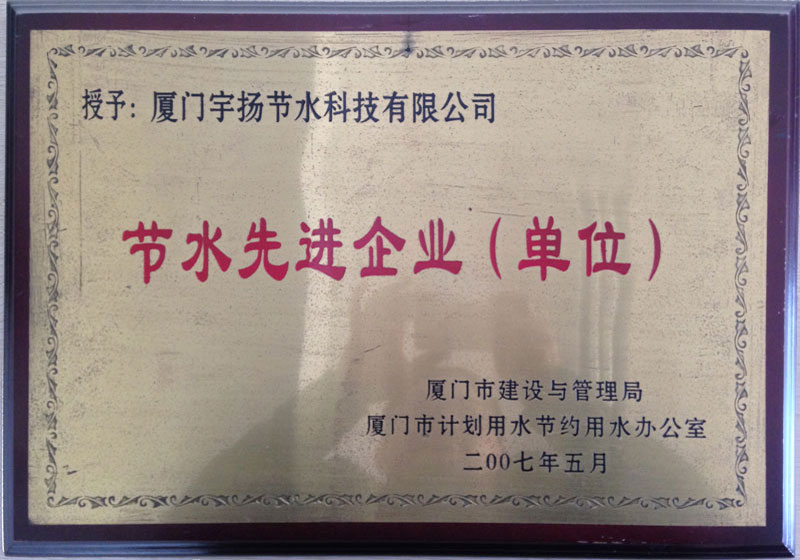 授予：厦门宇扬节水科技有限公司
节水先进企业（单位）
厦门市建设与管理局
厦门市计划用水节约用水办公室
二00七年五月